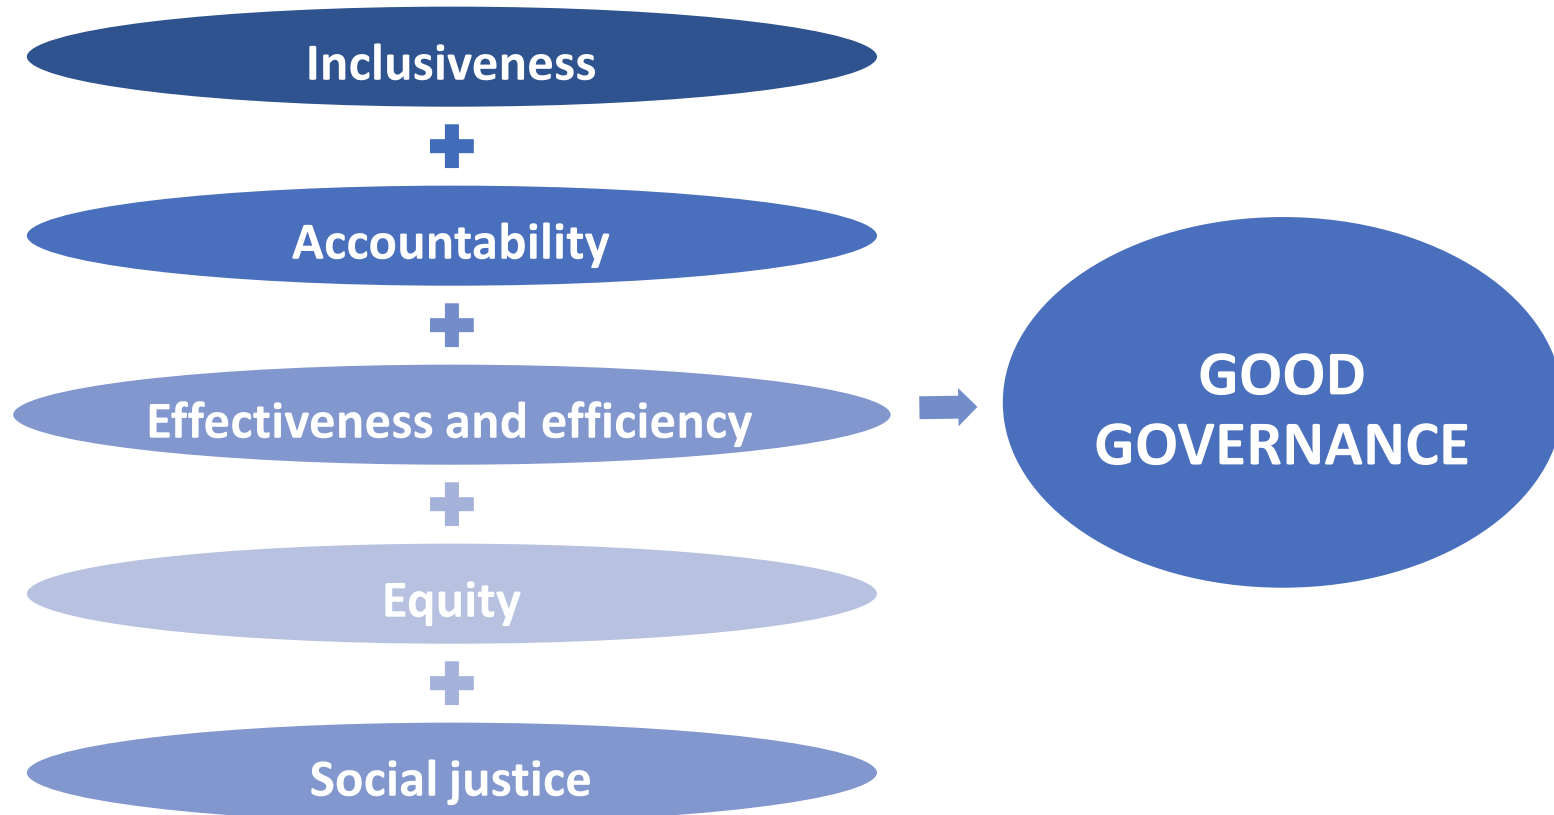 Inclusiveness
Accountability
Effectiveness and efficiency
Equity
Social justice
GOOD
GOVERNANCE